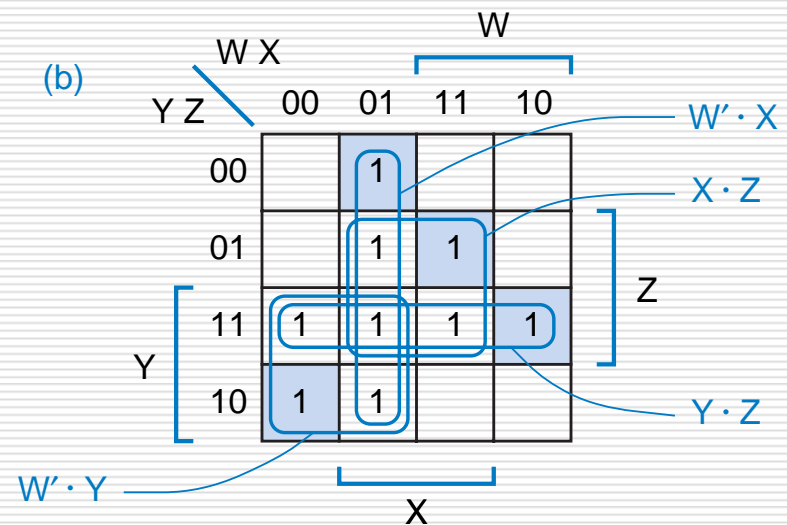 W
W X
(b)
Y Z
00 01 11 10
W′ · X
00 1
X · Z
01 1 1
Z
11 1 1 1 1
Y
10 1 1
Y · Z
W′ · Y
X